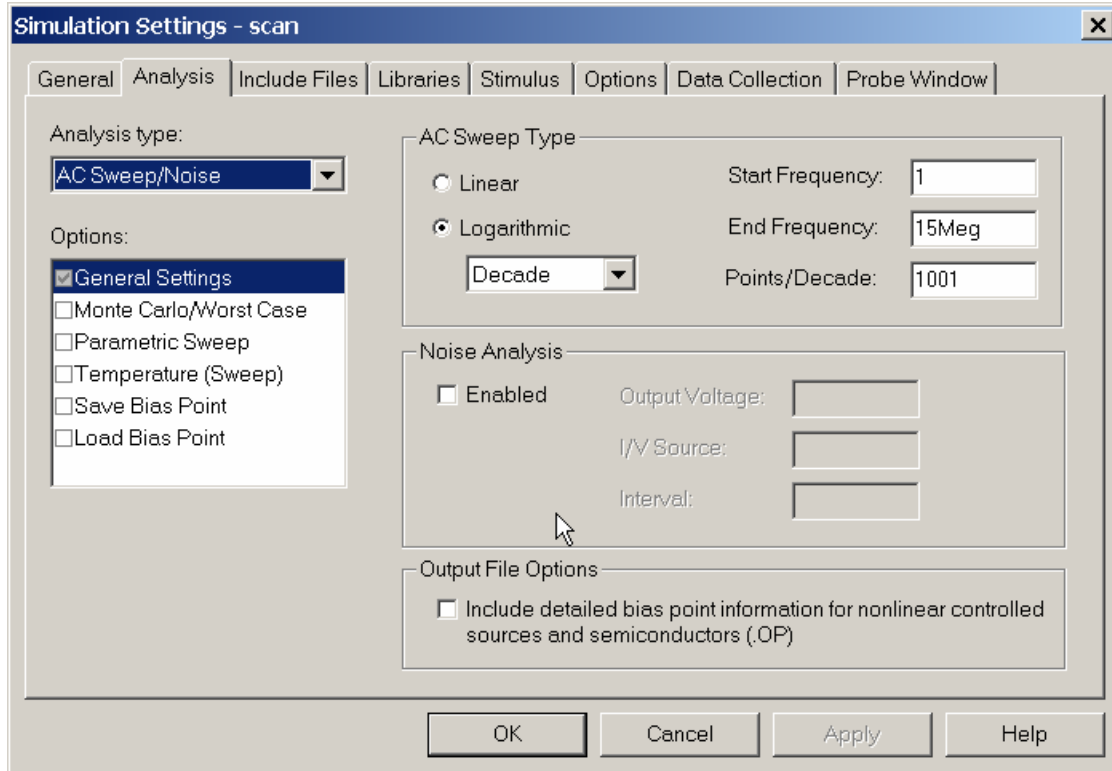 Simulation Settings - scan
General Analysis Include Files Libraries Stimulus Options Data Collection Probe Window
Analysis type:
AC Sweep/Noise
Options:
General Settings
Monte Carlo/Worst Case
Parametric Sweep
Temperature (Sweep)
Save Bias Point
Load Bias Point
AC Sweep Type
Linear
Logarithmic
Decade
Start Frequency: 1
End Frequency: 15Meg
Points/Decade: 1001
Noise Analysis
Enabled
Output Voltage:
I/V Source:
Interval:
Output File Options
Include detailed bias point information for nonlinear controlled
sources and semiconductors (.OP)
OK Cancel Apply Help